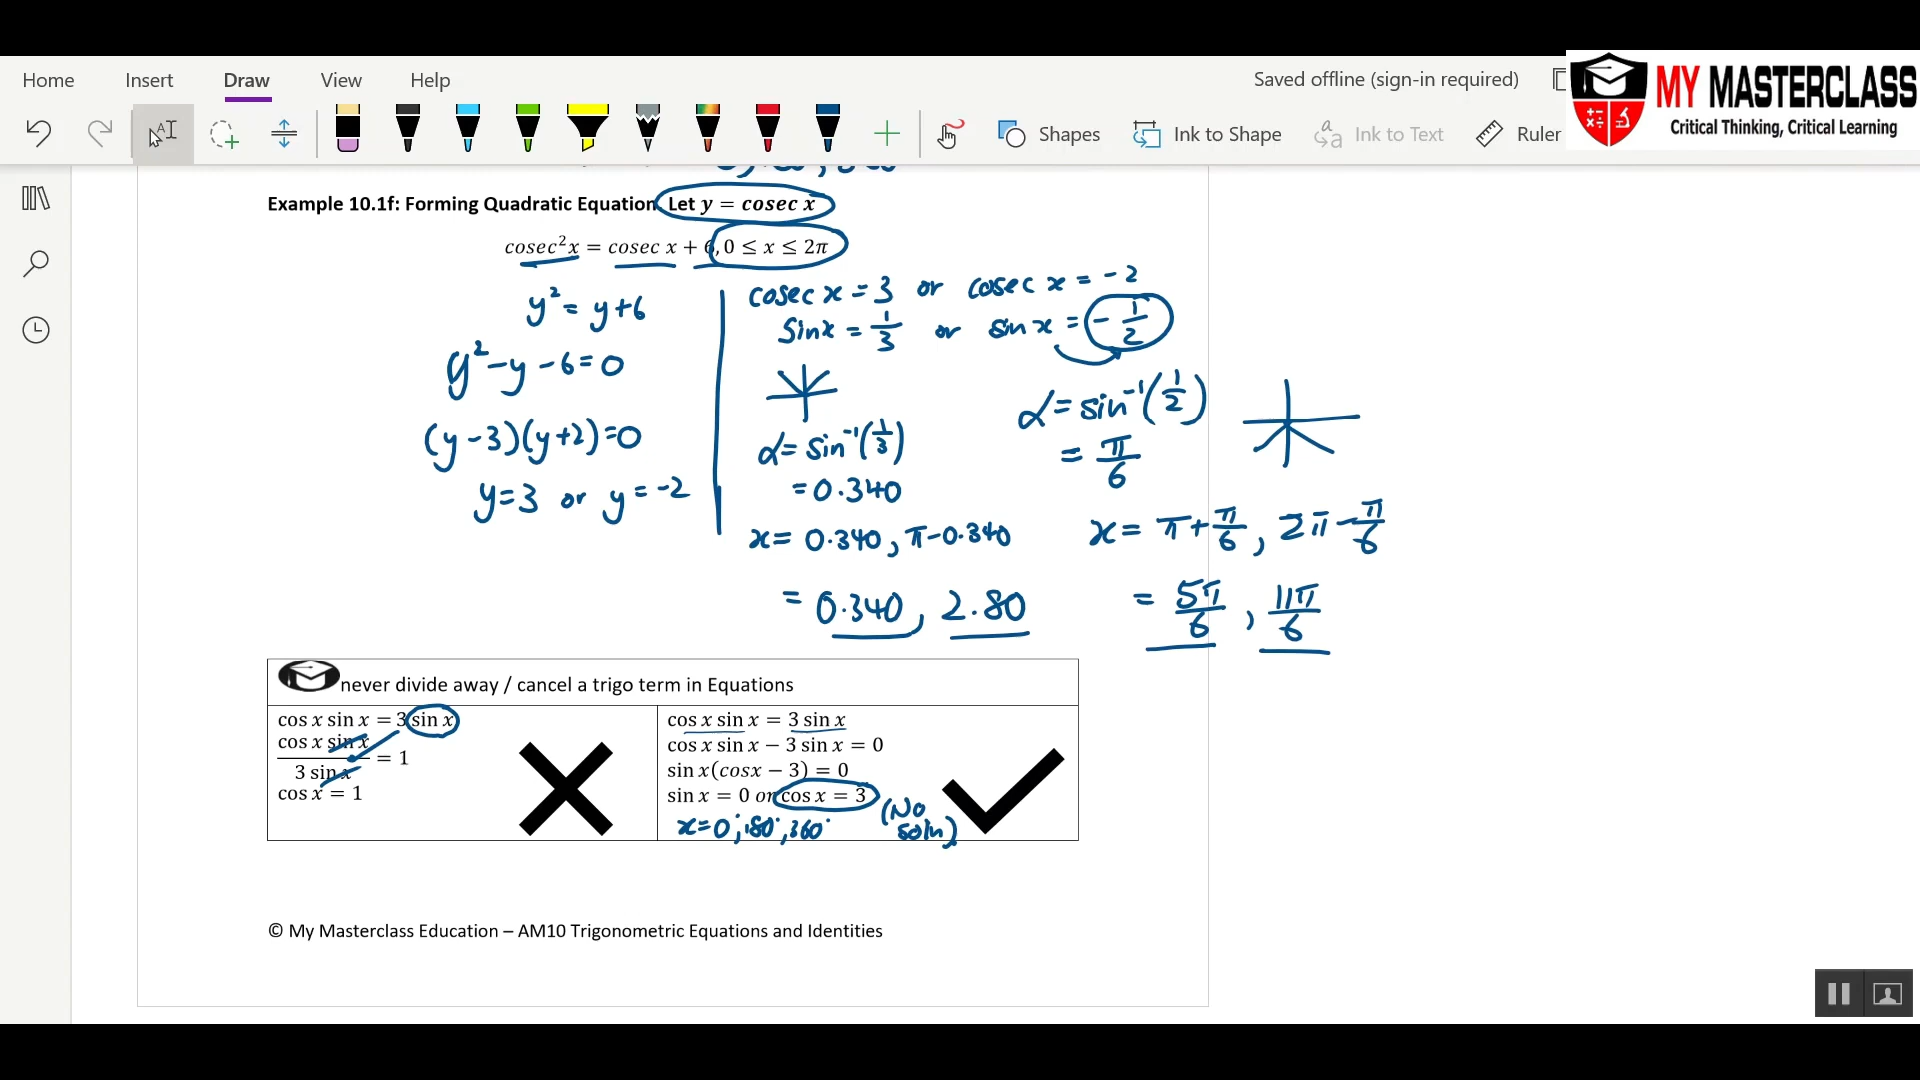 Home Insert Draw View Help
Saved offline (sign-in required)
MY MASTERCLASS
Critical Thinking, Critical Learning
Shapes Ink to Shape Ink to Text Ruler
Example 10.1f: Forming Quadratic Equation. Let y = cosec x
cosec²x = cosec x + 6, 0 ≤ x ≤ 2π
y² = y+6
y² - y - 6 = 0
(y-3)(y+2)=0
y=3 or y=-2
cosec x = 3 or cosec x = -2
sin x = 1/3 or sin x = -1/2
α = sin⁻¹(1/3)
= 0.340
x = 0.340, π-0.340
= 0.340, 2.80
α = sin⁻¹(1/2)
= π/6
x = π+π/6, 2π-π/6
= 5π/6, 11π/6
never divide away / cancel a trigo term in Equations
cos x sin x = 3 sin x
cos x sin x / 3 sin x = 1
cos x = 1
cos x sin x = 3 sin x
cos x sin x − 3 sin x = 0
sin x(cosx − 3) = 0
sin x = 0 or cos x = 3
x=0°, 180°, 360°
(No soln)
© My Masterclass Education – AM10 Trigonometric Equations and Identities